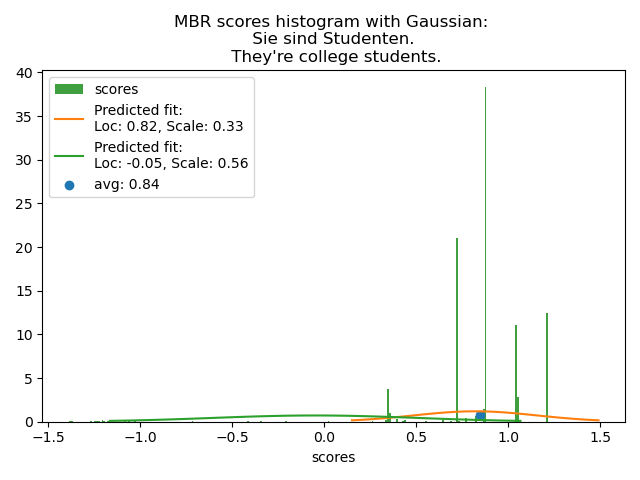 MBR scores histogram with Gaussian:
Sie sind Studenten.
They're college students.
40
35
30
25
20
15
10
5
0
scores
Predicted fit:
Loc: 0.82, Scale: 0.33
Predicted fit:
Loc: -0.05, Scale: 0.56
avg: 0.84
−1.5 −1.0 −0.5 0.0 0.5 1.0 1.5
scores